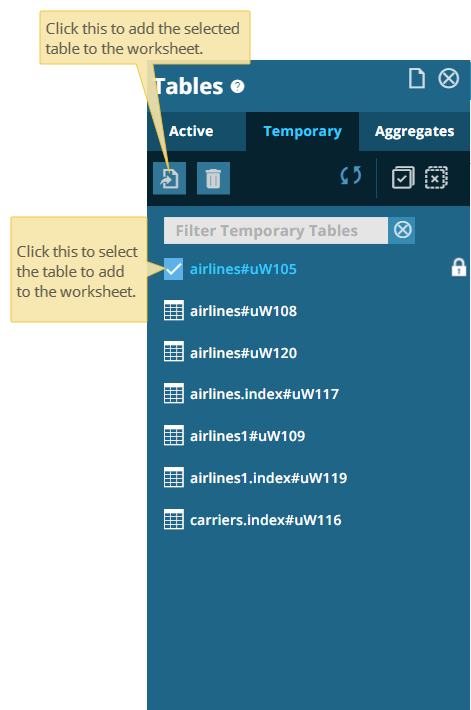 Click this to add the selected
table to the worksheet.
Tables ?
Active
Temporary
Aggregates
Filter Temporary Tables
Click this to select
the table to add
to the worksheet.
airlines#uW105
airlines#uW108
airlines#uW120
airlines.index#uW117
airlines1#uW109
airlines1.index#uW119
carriers.index#uW116